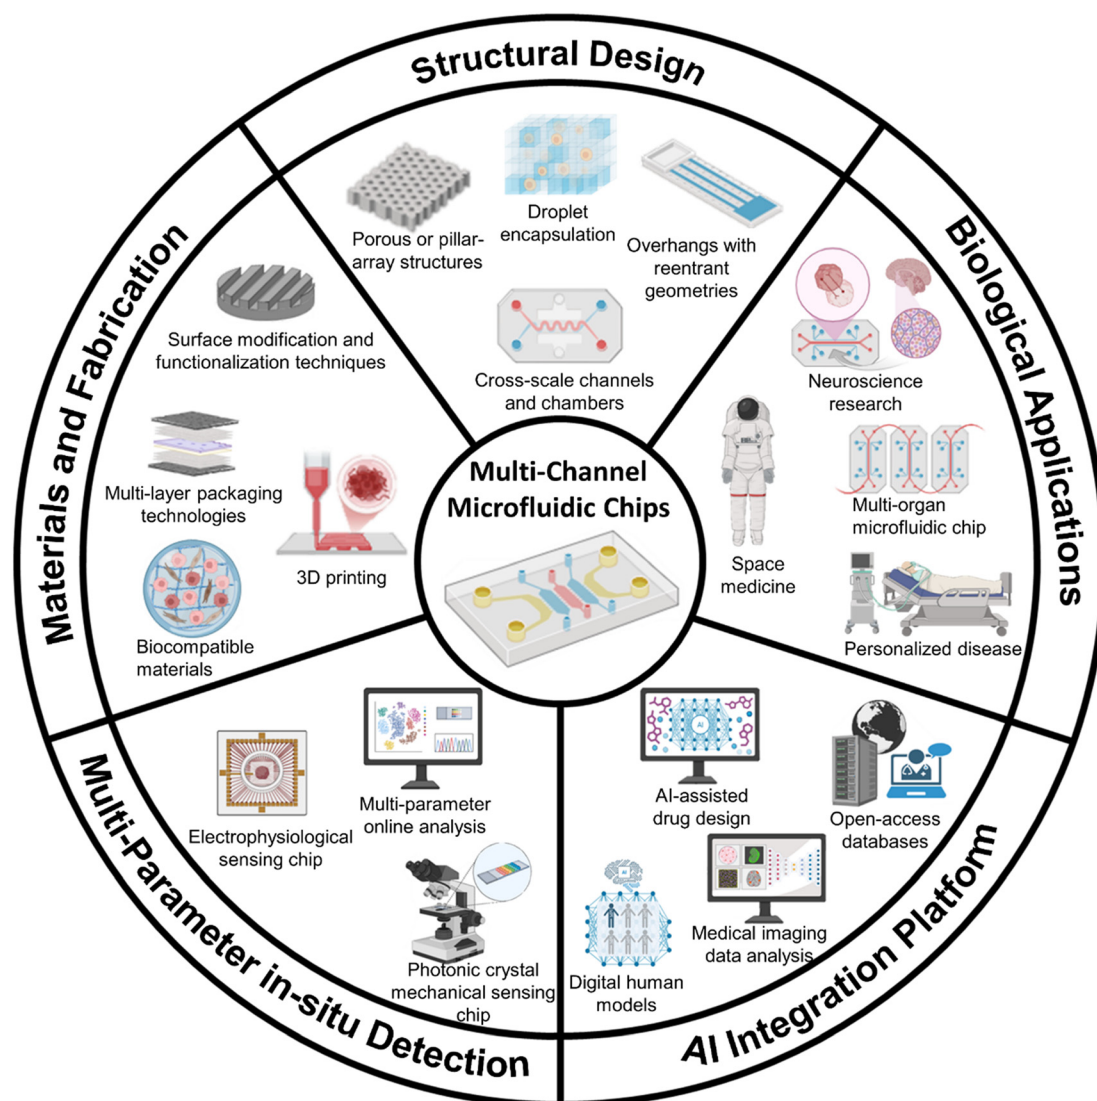 Structural Design
Porous or pillar-
array structures
Droplet
encapsulation
Overhangs with
reentrant
geometries
Cross-scale channels
and chambers
Biological Applications
Neuroscience
research
Multi-organ
microfluidic chip
Space
medicine
Personalized disease
AI Integration Platform
AI-assisted
drug design
AI
Open-access
databases
Medical imaging
data analysis
AI
Digital human
models
Multi-Parameter in-situ Detection
Multi-parameter
online analysis
Electrophysiological
sensing chip
Photonic crystal
mechanical sensing
chip
Materials and Fabrication
Surface modification and
functionalization techniques
Multi-layer packaging
technologies
3D printing
Biocompatible
materials
Multi-Channel
Microfluidic Chips